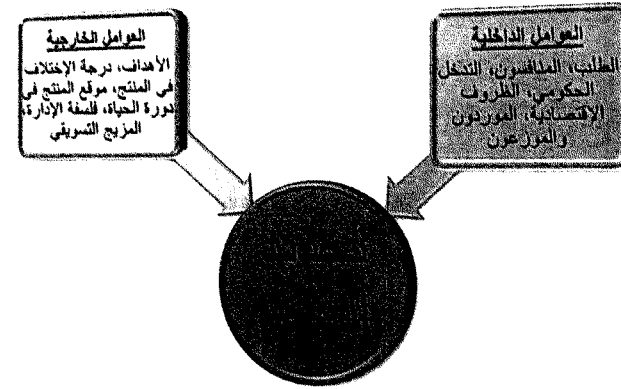 العوامل الداخلية
الطلب، المنافسون، التدخل
الحكومي، الظروف
الإقتصادية، الموردون
والموزعون
العوامل الخارجية
الأهداف، درجة الإختلاف
في المنتج، موقع المنتج في
دورة الحياة، فلسفة الإدارة،
المزيج التسويقي